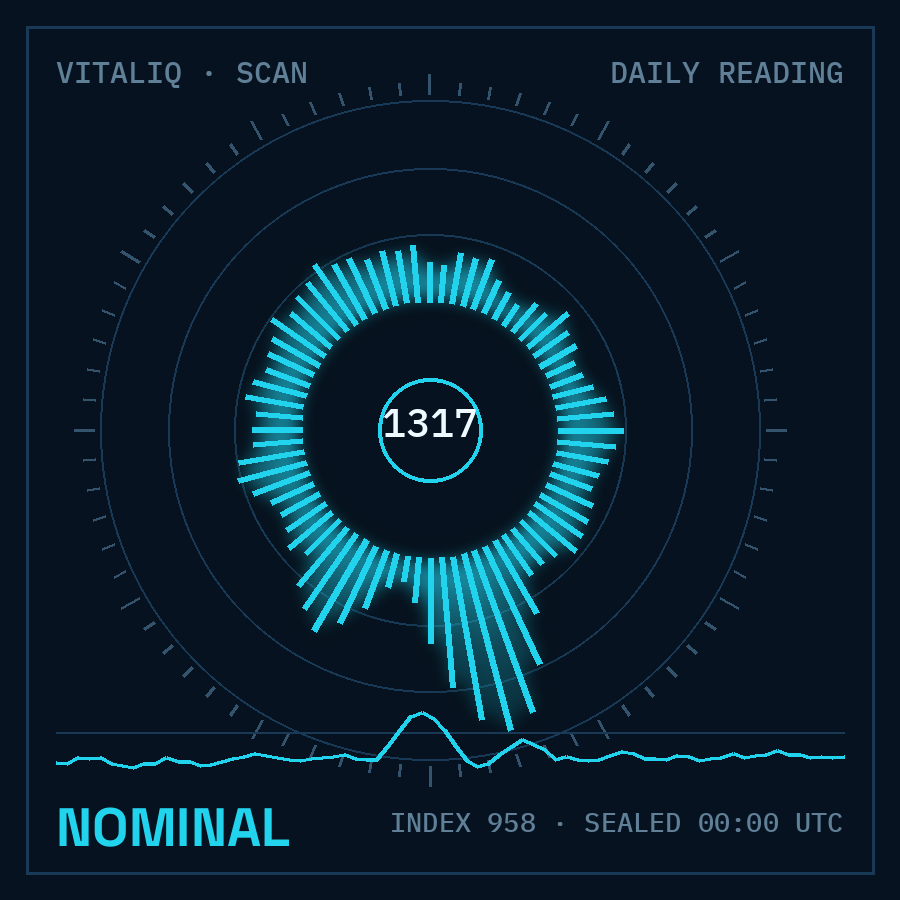 VITALIQ · SCAN
DAILY READING
1317
NOMINAL
INDEX 958 · SEALED 00:00 UTC